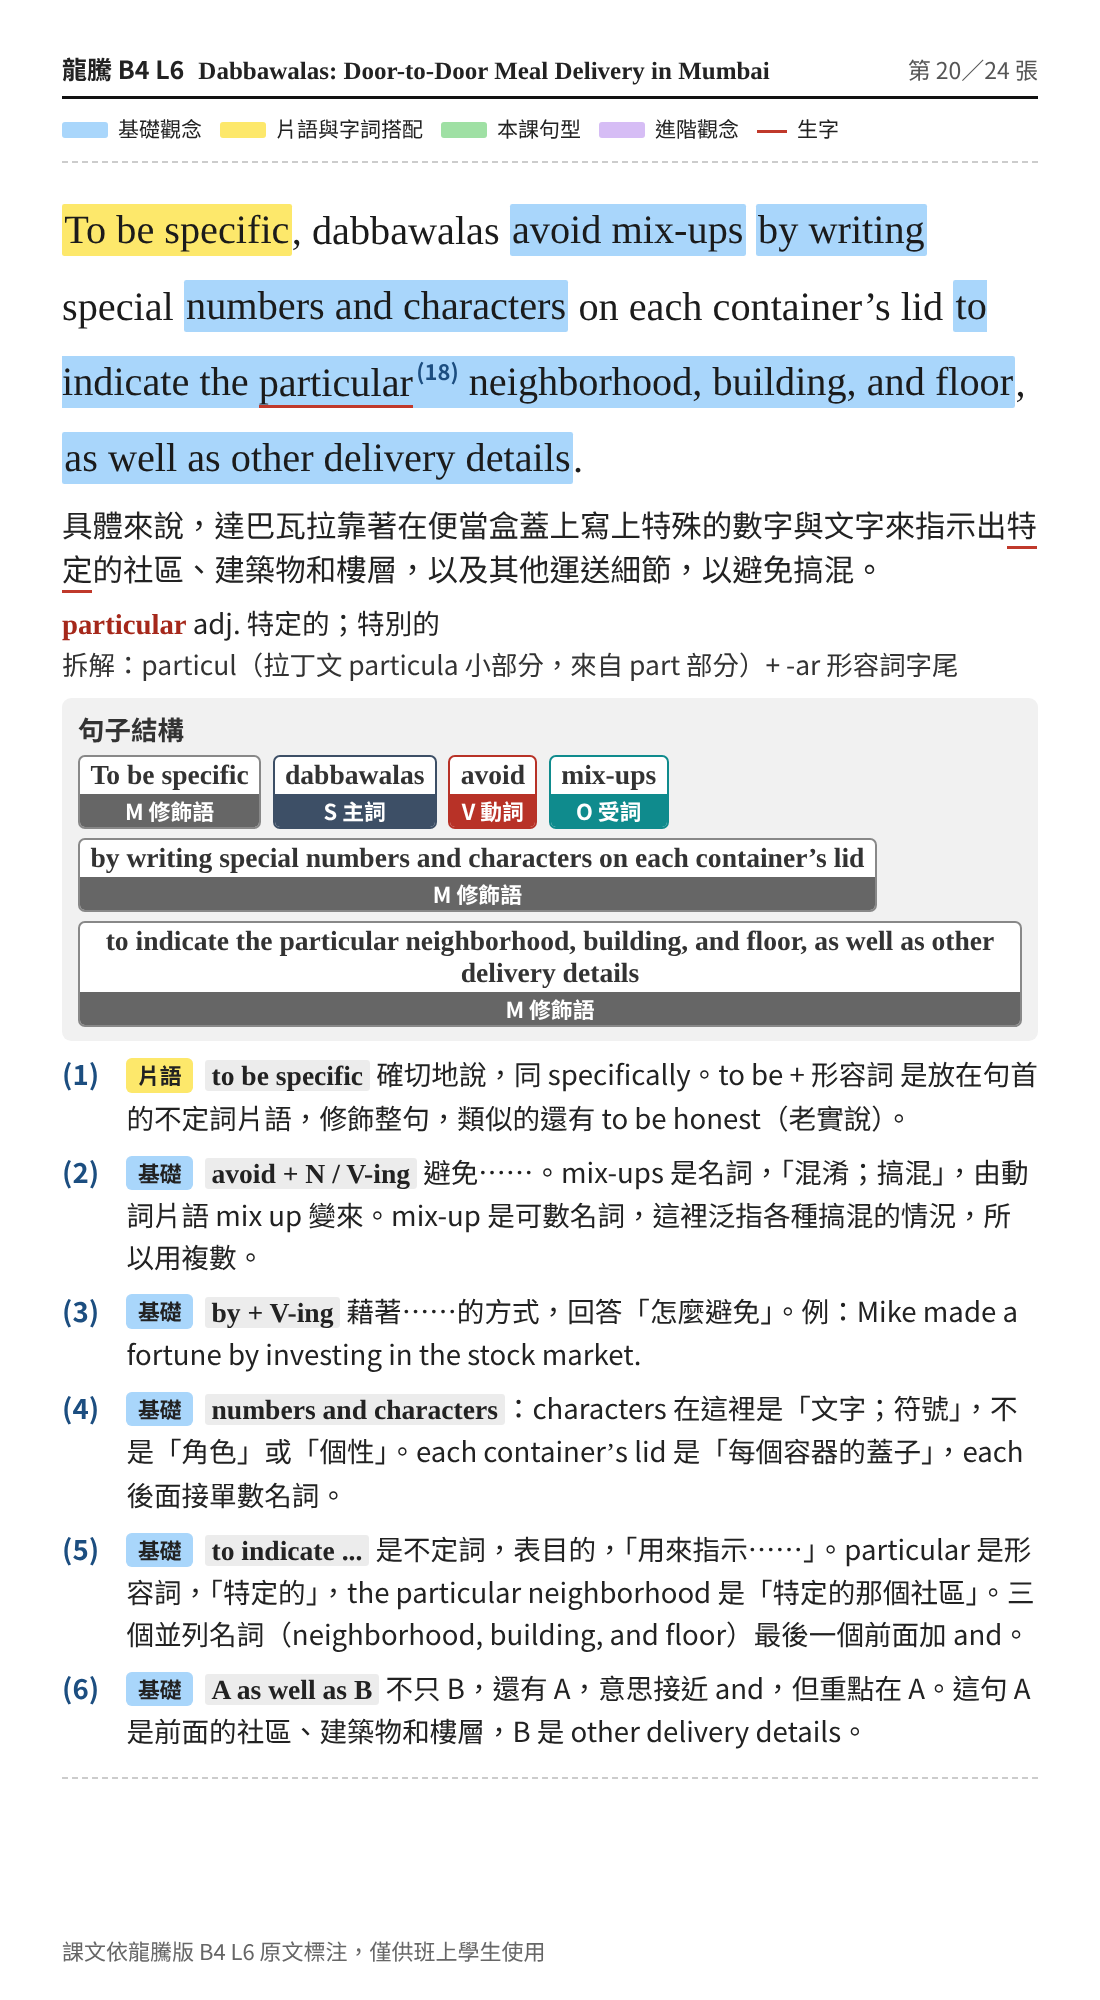 龍騰 B4 L6 Dabbawalas: Door-to-Door Meal Delivery in Mumbai 第 20／24 張
基礎觀念 片語與字詞搭配 本課句型 進階觀念 生字
To be specific, dabbawalas avoid mix-ups by writing
special numbers and characters on each container’s lid to
indicate the particular(18) neighborhood, building, and floor,
as well as other delivery details.
具體來說，達巴瓦拉靠著在便當盒蓋上寫上特殊的數字與文字來指示出特
定的社區、建築物和樓層，以及其他運送細節，以避免搞混。
particular adj. 特定的；特別的
拆解：particul（拉丁文 particula 小部分，來自 part 部分）+ -ar 形容詞字尾
句子結構
To be specific dabbawalas avoid mix-ups
M 修飾語 S 主詞 V 動詞 O 受詞
by writing special numbers and characters on each container’s lid
M 修飾語
to indicate the particular neighborhood, building, and floor, as well as other
delivery details
M 修飾語
(1) 片語 to be specific 確切地說，同 specifically。to be + 形容詞 是放在句首
的不定詞片語，修飾整句，類似的還有 to be honest（老實說）。
(2) 基礎 avoid + N / V-ing 避免⋯⋯。mix-ups 是名詞，「混淆；搞混」，由動
詞片語 mix up 變來。mix-up 是可數名詞，這裡泛指各種搞混的情況，所
以用複數。
(3) 基礎 by + V-ing 藉著⋯⋯的方式，回答「怎麼避免」。例：Mike made a
fortune by investing in the stock market.
(4) 基礎 numbers and characters：characters 在這裡是「文字；符號」，不
是「角色」或「個性」。each container’s lid 是「每個容器的蓋子」，each
後面接單數名詞。
(5) 基礎 to indicate ... 是不定詞，表目的，「用來指示⋯⋯」。particular 是形
容詞，「特定的」，the particular neighborhood 是「特定的那個社區」。三
個並列名詞（neighborhood, building, and floor）最後一個前面加 and。
(6) 基礎 A as well as B 不只 B，還有 A，意思接近 and，但重點在 A。這句 A
是前面的社區、建築物和樓層，B 是 other delivery details。
課文依龍騰版 B4 L6 原文標注，僅供班上學生使用